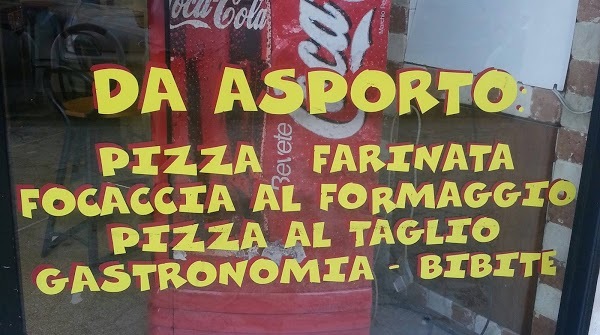 Coca-Cola
Bevete
Coca-Cola
DA ASPORTO:
PIZZA FARINATA
FOCACCIA AL FORMAGGIO
PIZZA AL TAGLIO
GASTRONOMIA - BIBITE